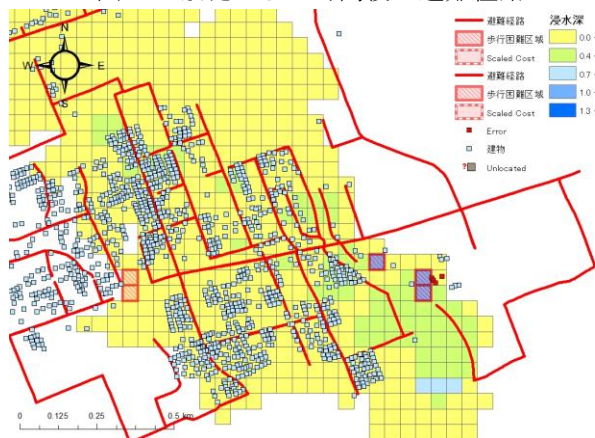 N
W E
S
避難経路
歩行困難区域
Scaled Cost
避難経路
歩行困難区域
Scaled Cost
Error
建物
Unlocated
浸水深
0.0
0.4
0.7
1.0
1.3
0 0.125 0.25 0.5 km